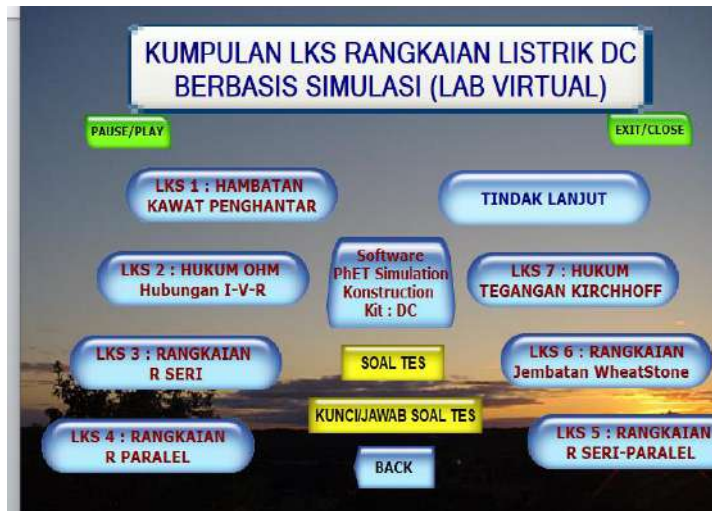 KUMPULAN LKS RANGKAIAN LISTRIK DC
BERBASIS SIMULASI (LAB VIRTUAL)
PAUSE/PLAY
EXIT/CLOSE
LKS 1 : HAMBATAN
KAWAT PENGHANTAR
TINDAK LANJUT
LKS 2 : HUKUM OHM
Hubungan I-V-R
Software
PhET Simulation
Konstruction
Kit : DC
LKS 7 : HUKUM
TEGANGAN KIRCHHOFF
LKS 3 : RANGKAIAN
R SERI
SOAL TES
LKS 6 : RANGKAIAN
Jembatan WheatStone
KUNCI/JAWAB SOAL TES
LKS 4 : RANGKAIAN
R PARALEL
BACK
LKS 5 : RANGKAIAN
R SERI-PARALEL